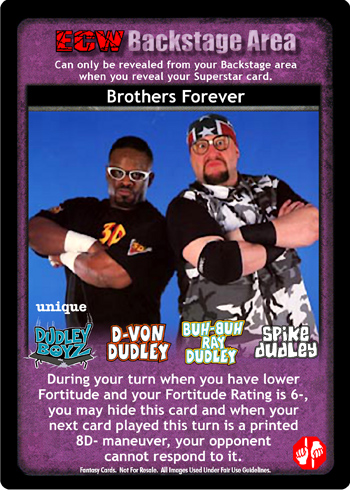 ECW Backstage Area
Can only be revealed from your Backstage area
when you reveal your Superstar card.
Brothers Forever
3D
unique
DUDLEY
BOYZ
D-VON
DUDLEY
BUH-BUH
RAY
DUDLEY
SPIKE
DUDLEY
During your turn when you have lower
Fortitude and your Fortitude Rating is 6-,
you may hide this card and when your
next card played this turn is a printed
8D- maneuver, your opponent
cannot respond to it.
Fantasy Cards. Not For Resale. All Images Used Under Fair Use Guidelines.